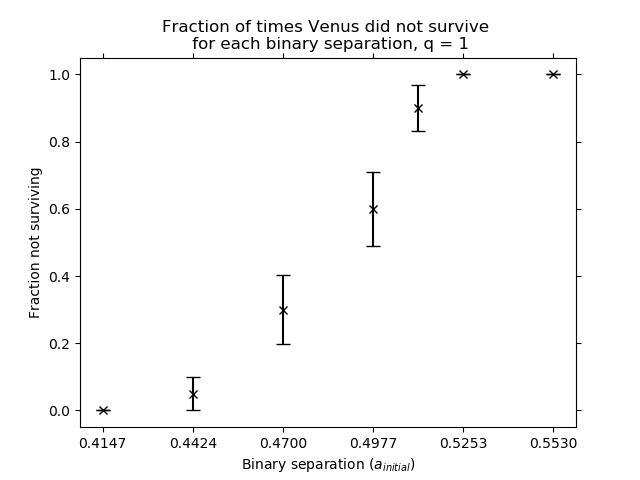 Fraction of times Venus did not survive
for each binary separation, q = 1
1.0
0.8
0.6
0.4
0.2
0.0
Fraction not surviving
0.4147 0.4424 0.4700 0.4977 0.5253 0.5530
Binary separation (a_initial)